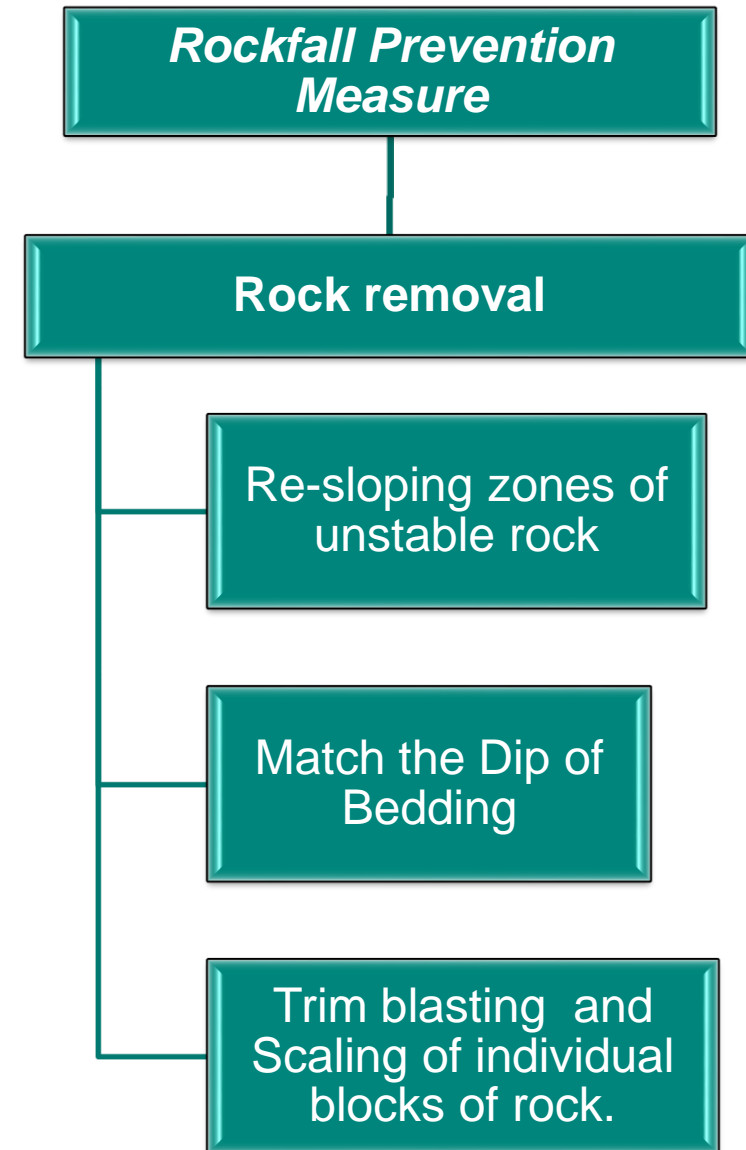 Rockfall Prevention
Measure
Rock removal
Re-sloping zones of
unstable rock
Match the Dip of
Bedding
Trim blasting  and
Scaling of individual
blocks of rock.